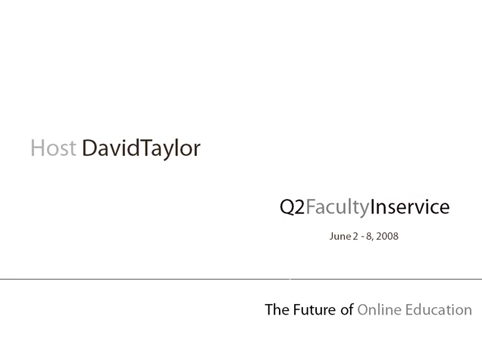 Host DavidTaylor
Q2FacultyInservice
June 2 - 8, 2008
The Future of Online Education